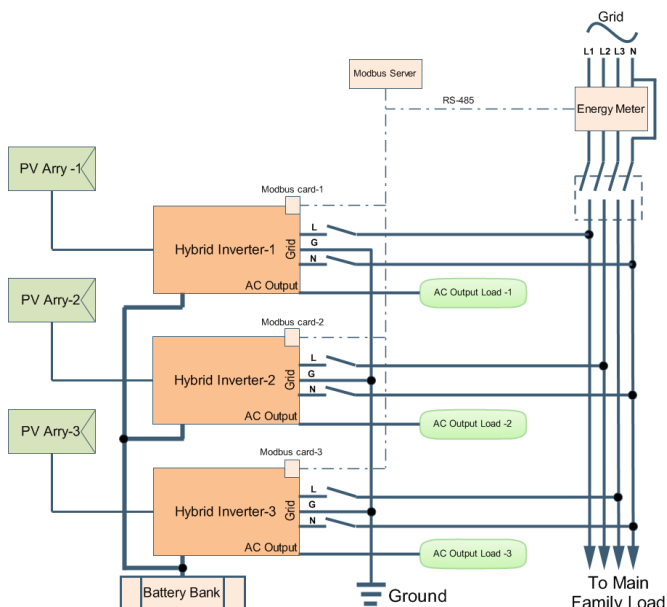 Grid
L1 L2 L3 N
Modbus Server
RS-485
Energy Meter
PV Arry -1
Modbus card-1
Hybrid Inverter-1
Grid
L
G
N
AC Output
AC Output Load -1
PV Arry-2
Modbus card-2
Hybrid Inverter-2
Grid
L
G
N
AC Output
AC Output Load -2
PV Arry-3
Modbus card-3
Hybrid Inverter-3
Grid
L
G
N
AC Output
AC Output Load -3
Battery Bank
Ground
To Main
Family Load